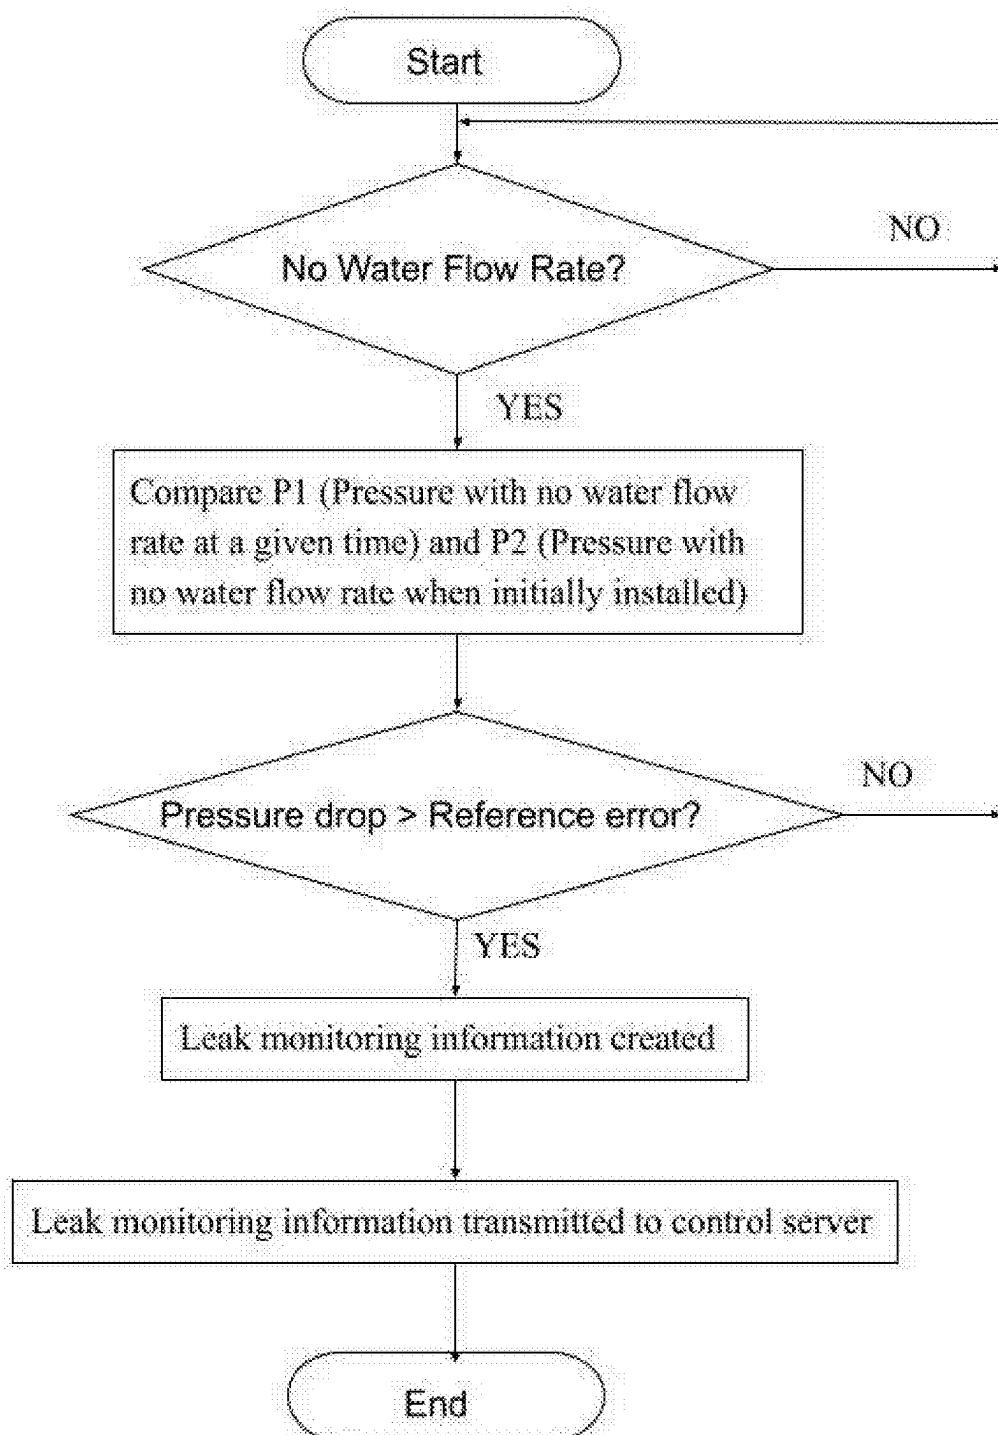 Start
No Water Flow Rate?
NO
YES
Compare P1 (Pressure with no water flow
rate at a given time) and P2 (Pressure with
no water flow rate when initially installed)
Pressure drop > Reference error?
NO
YES
Leak monitoring information created
Leak monitoring information transmitted to control server
End